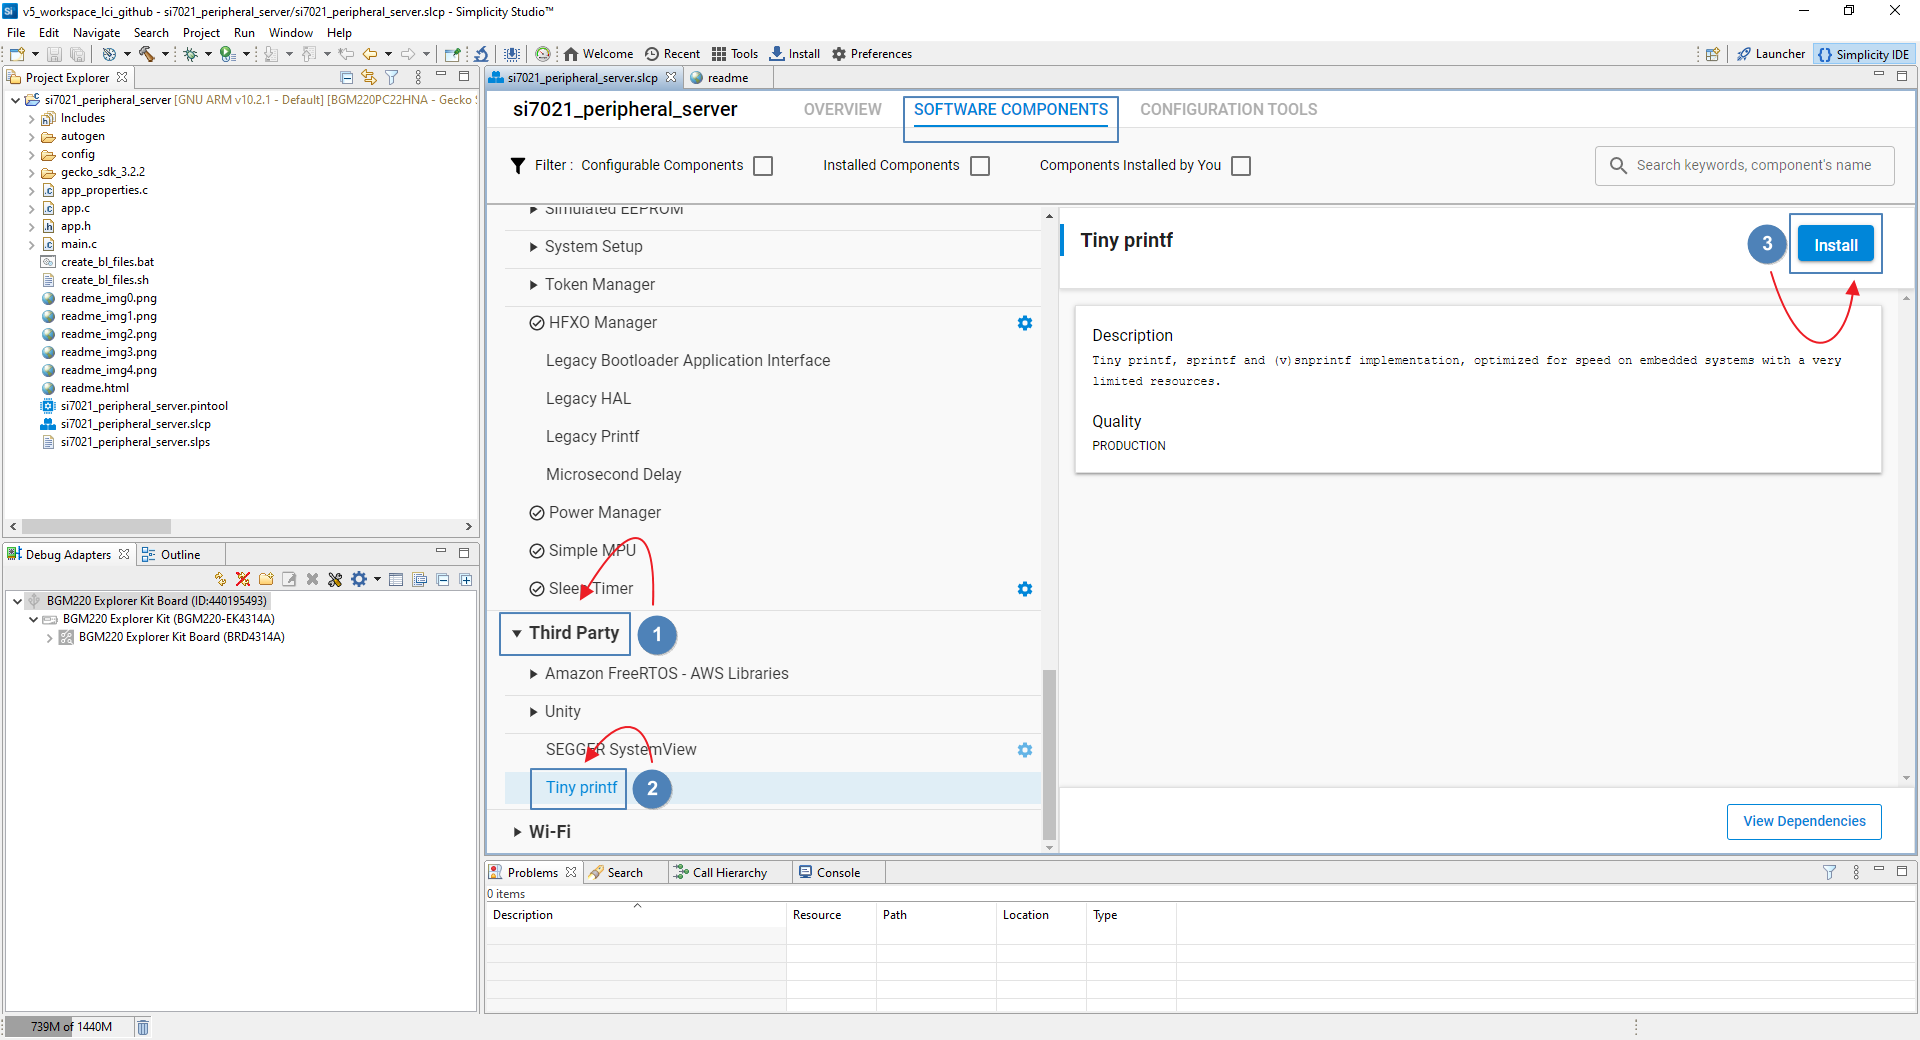 v5_workspace_lci_github - si7021_peripheral_server/si7021_peripheral_server.slcp - Simplicity Studio™
File Edit Navigate Search Project Run Window Help
Welcome Recent Tools Install Preferences
Launcher Simplicity IDE
Project Explorer
si7021_peripheral_server [GNU ARM v10.2.1 - Default] [BGM220PC22HNA - Gecko
Includes
autogen
config
gecko_sdk_3.2.2
app_properties.c
app.c
app.h
main.c
create_bl_files.bat
create_bl_files.sh
readme_img0.png
readme_img1.png
readme_img2.png
readme_img3.png
readme_img4.png
readme.html
si7021_peripheral_server.pintool
si7021_peripheral_server.slcp
si7021_peripheral_server.slps
Debug Adapters Outline
BGM220 Explorer Kit Board (ID:440195493)
BGM220 Explorer Kit (BGM220-EK4314A)
BGM220 Explorer Kit Board (BRD4314A)
739M of 1440M
si7021_peripheral_server.slcp readme
si7021_peripheral_server OVERVIEW SOFTWARE COMPONENTS CONFIGURATION TOOLS
Filter : Configurable Components Installed Components Components Installed by You Search keywords, component's name
Simulated EEPROM
System Setup
Token Manager
HFXO Manager
Legacy Bootloader Application Interface
Legacy HAL
Legacy Printf
Microsecond Delay
Power Manager
Simple MPU
Sleep Timer
Third Party 1
Amazon FreeRTOS - AWS Libraries
Unity
SEGGER SystemView
Tiny printf 2
Wi-Fi
Tiny printf 3 Install
Description
Tiny printf, sprintf and (v)snprintf implementation, optimized for speed on embedded systems with a very
limited resources.
Quality
PRODUCTION
View Dependencies
Problems Search Call Hierarchy Console
0 items
Description Resource Path Location Type